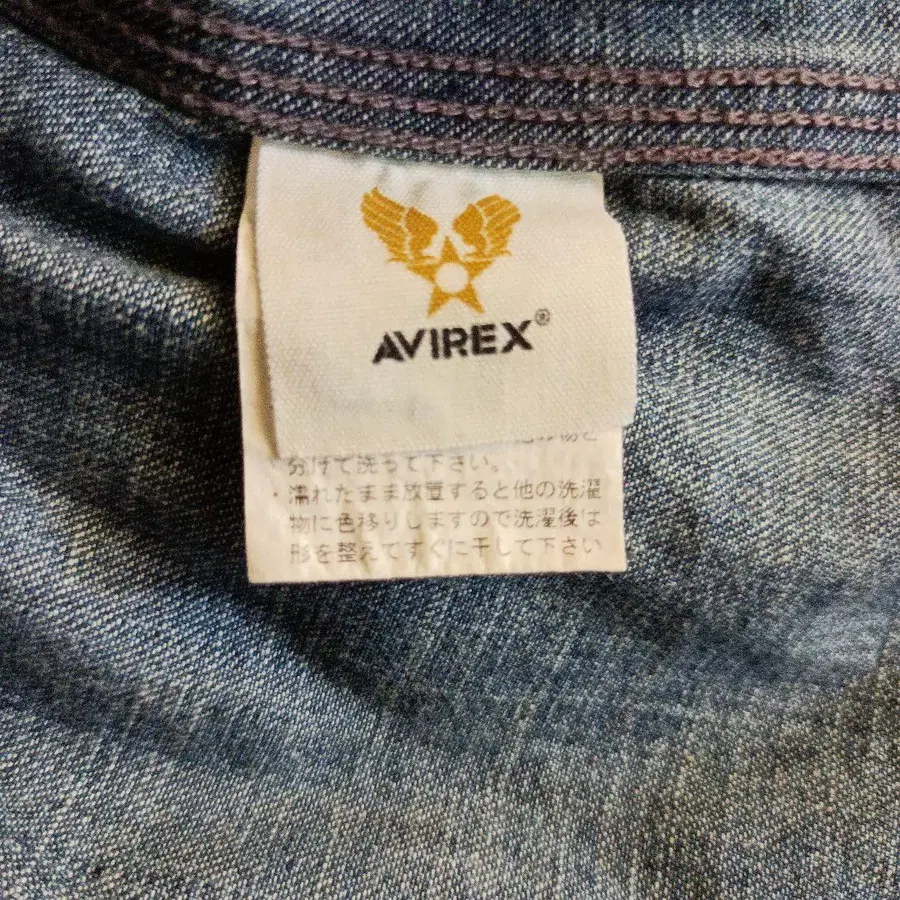 AVIREX®
分けて洗って下さい。
・濡れたまま放置すると他の洗濯
物に色移りしますので洗濯後は
形を整えてすぐに干して下さい